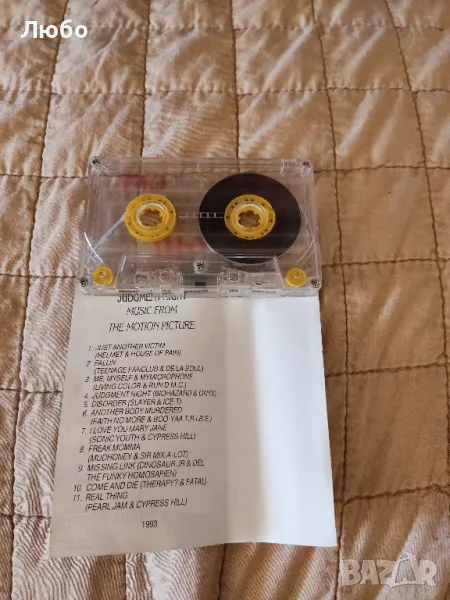 Любо
JUDGMENT NIGHT
MUSIC FROM
THE MOTION PICTURE
1. JUST ANOTHER VICTIM
(HELMET & HOUSE OF PAIN)
2. FALLIN
(TEENAGE FANCLUB & DE LA SOUL)
3. ME, MYSELF & MY MICROPHONE
(LIVING COLOR & RUN D.M.C.)
4. JUDGMENT NIGHT (BIOHAZARD & ONYX)
5. DISORDER (SLAYER & ICE T)
6. ANOTHER BODY MURDERED
(FAITH NO MORE & BOO-YAA T.R.I.B.E.)
7. I LOVE YOU MARY JANE
(SONIC YOUTH & CYPRESS HILL)
8. FREAK MOMMA
(MUDHONEY & SIR MIX-A-LOT)
9. MISSING LINK (DINOSAUR JR & DEL
THE FUNKY HOMOSAPIEN)
10. COME AND DIE (THERAPY? & FATAL)
11. REAL THING
(PEARL JAM & CYPRESS HILL)
1993
BAZAR